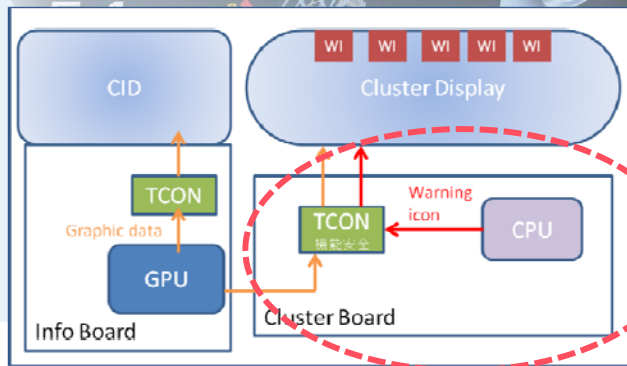 WI WI WI WI WI
CID
Cluster Display
TCON
Graphic data
GPU
Info Board
Warning
icon
TCON
機能安全
CPU
Cluster Board